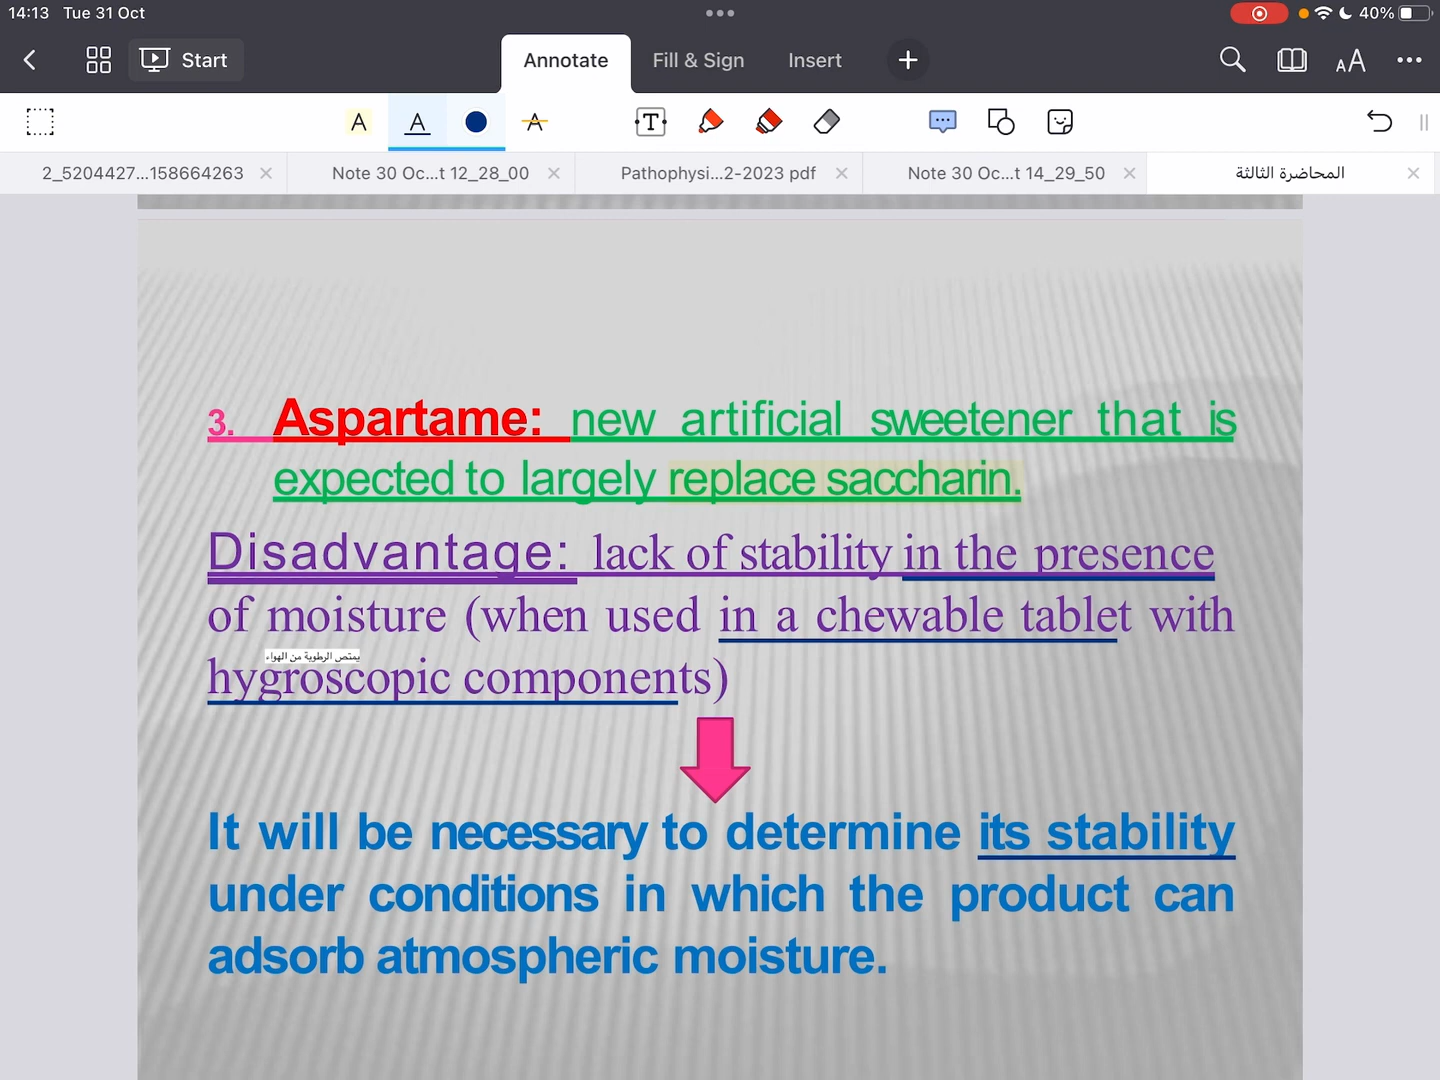 14:13 Tue 31 Oct
40%
Start
Annotate
Fill & Sign
Insert
2_5204427...158664263
Note 30 Oc...t 12_28_00
Pathophysi...2-2023 pdf
Note 30 Oc...t 14_29_50
المحاضرة الثالثة
3. Aspartame: new artificial sweetener that is
expected to largely replace saccharin.
Disadvantage: lack of stability in the presence
of moisture (when used in a chewable tablet with
يمتص الرطوبة من الهواء
hygroscopic components)
It will be necessary to determine its stability
under conditions in which the product can
adsorb atmospheric moisture.